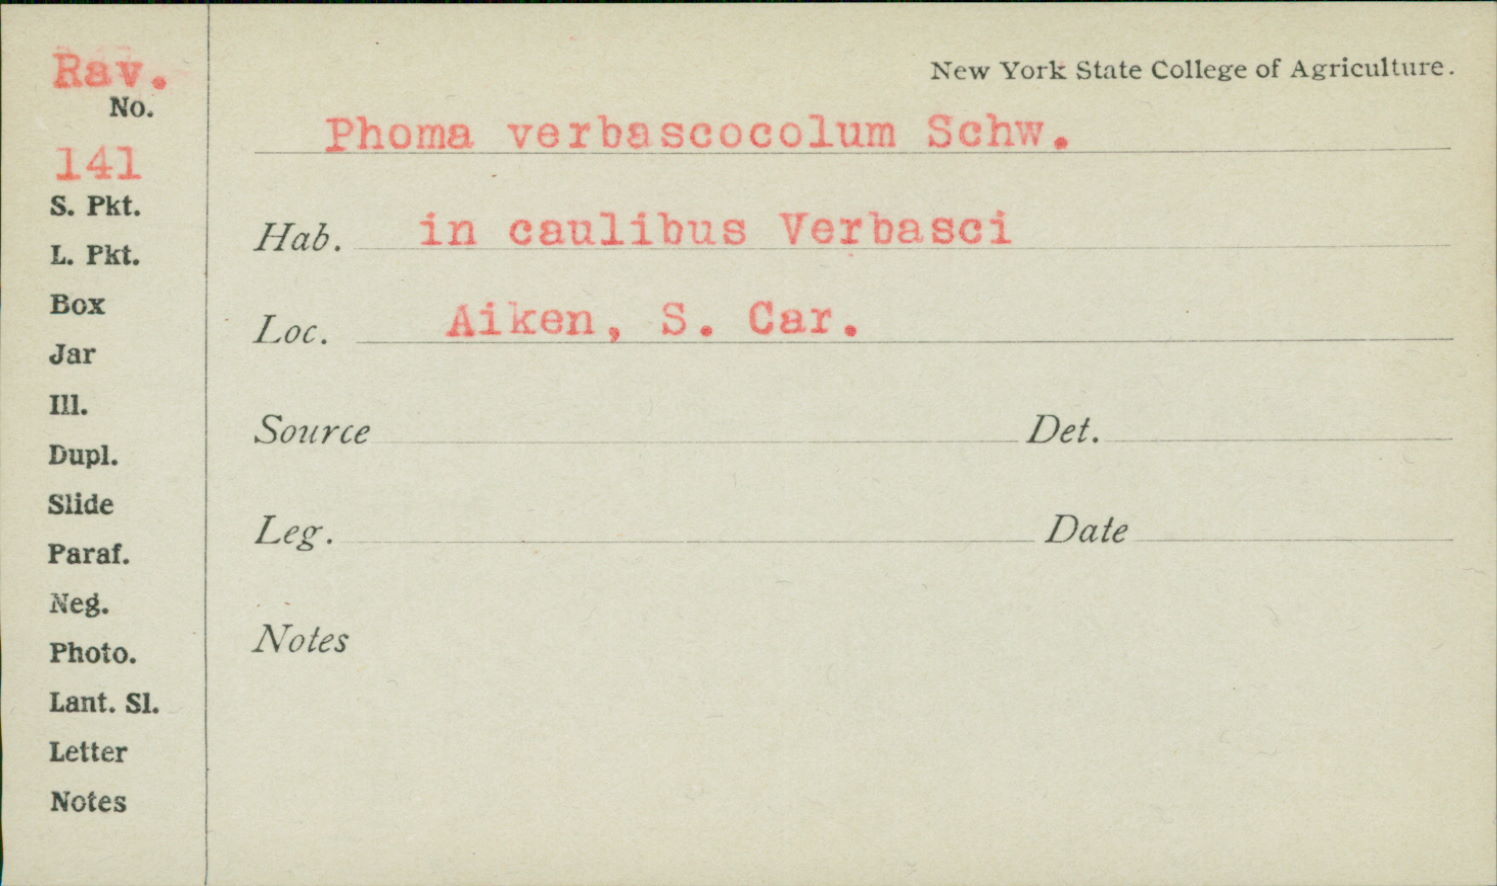 Rav.
No.
141
S. Pkt.
L. Pkt.
Box
Jar
Ill.
Dupl.
Slide
Paraf.
Neg.
Photo.
Lant. Sl.
Letter
Notes
New York State College of Agriculture.
Phoma verbascocolum Schw.
Hab. in caulibus Verbasci
Loc. Aiken, S. Car.
Source Det.
Leg. Date
Notes